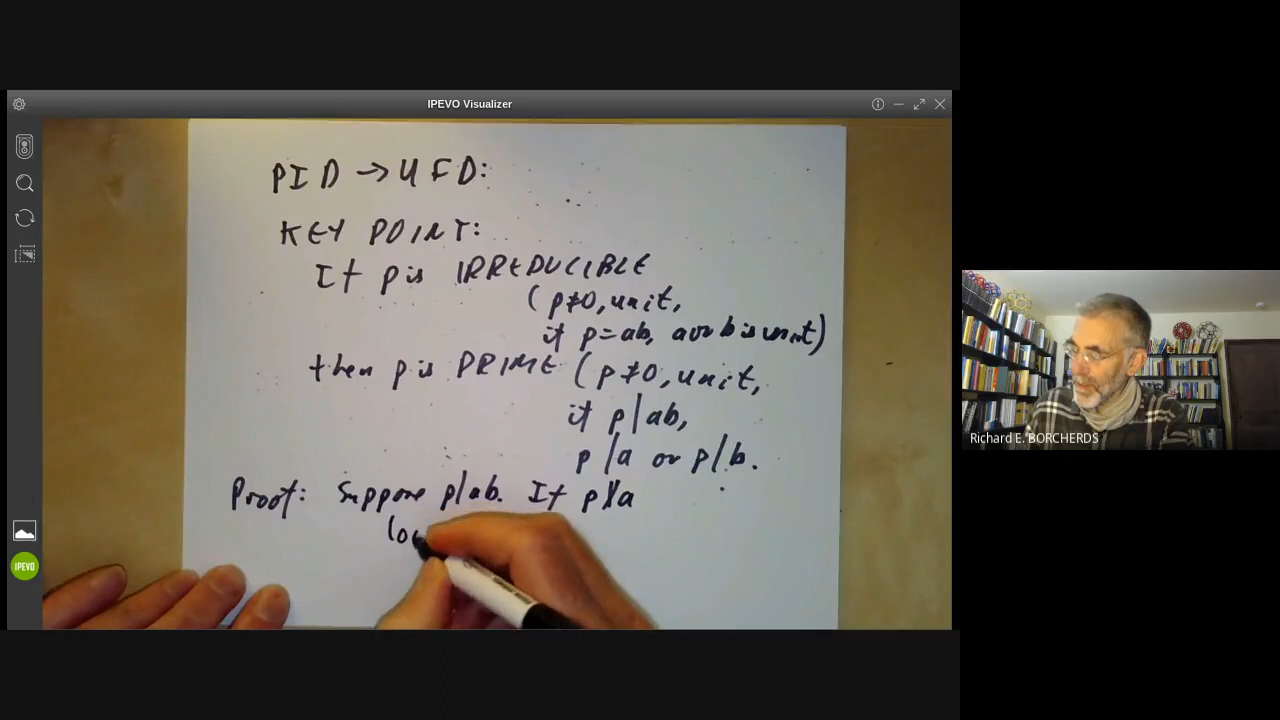 IPEVO Visualizer
PID → UFD:
KEY POINT:
If p is IRREDUCIBLE
(p≠0, unit,
if p=ab, a or b is unit)
then p is PRIME (p≠0, unit,
if p|ab,
p|a or p|b.
Proof: Suppose p|ab. If p∤a
Richard E. BORCHERDS
IPEVO